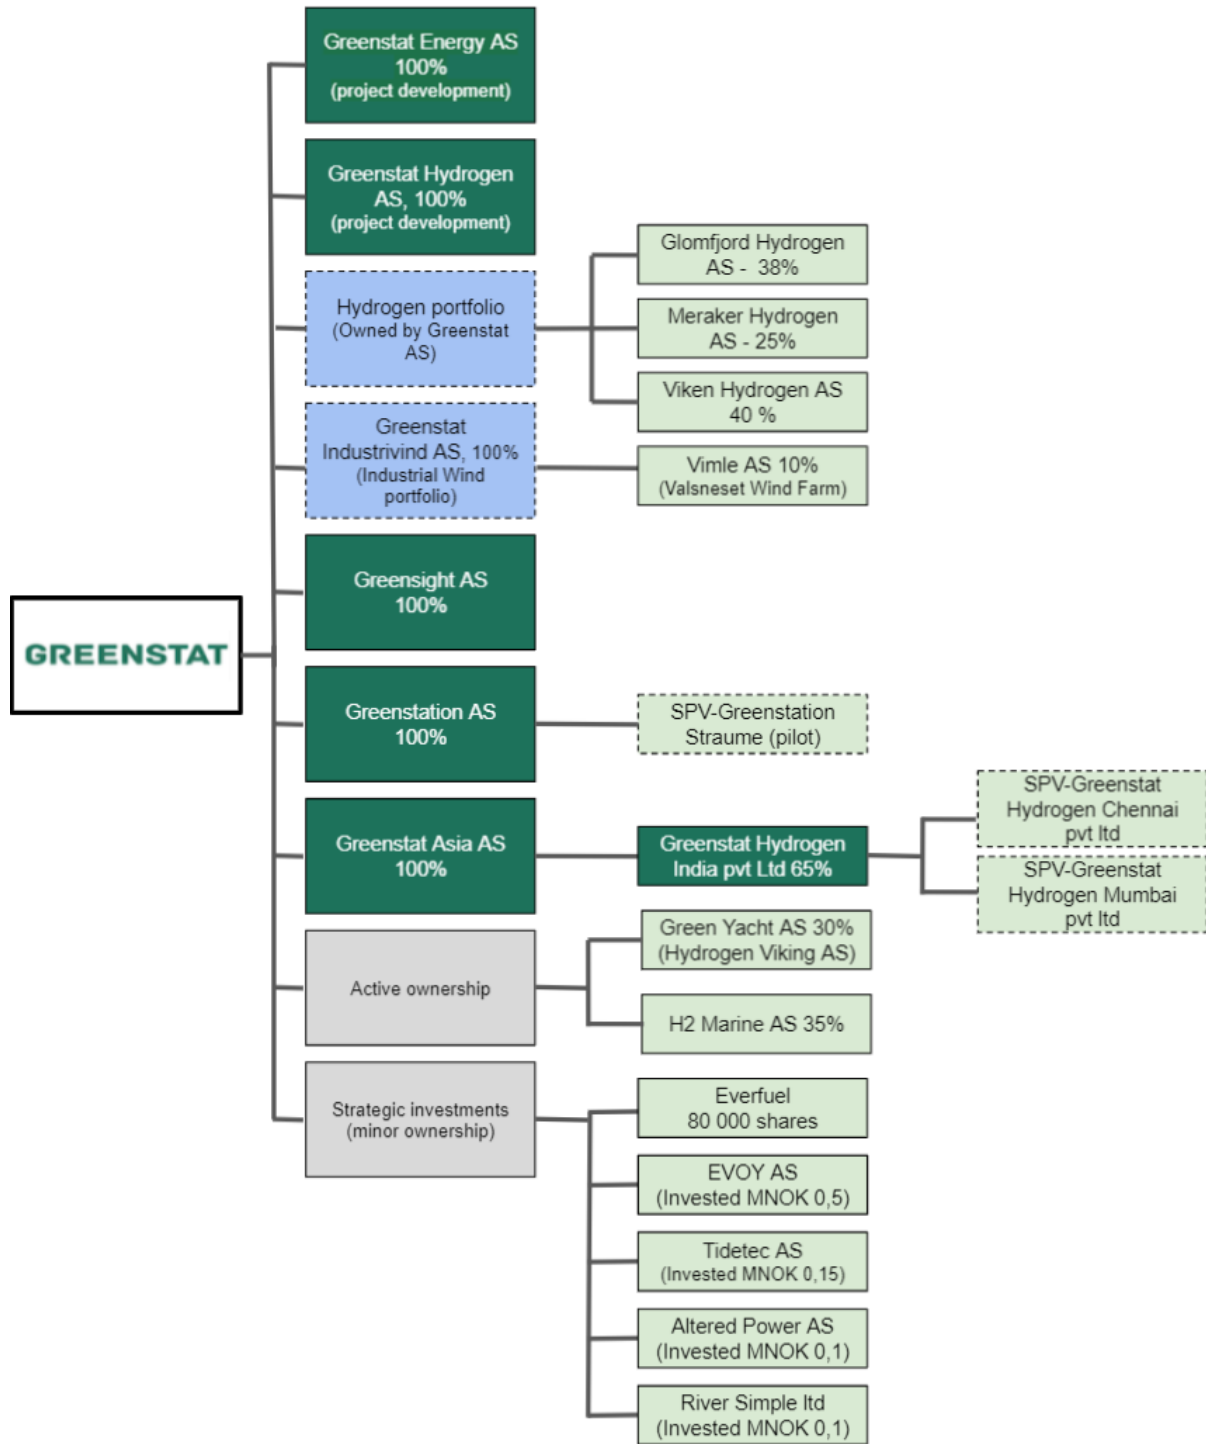 Greenstat Energy AS
100%
(project development)
Greenstat Hydrogen
AS, 100%
(project development)
Glomfjord Hydrogen
AS - 38%
Hydrogen portfolio
(Owned by Greenstat
AS)
Meraker Hydrogen
AS - 25%
Viken Hydrogen AS
40 %
Greenstat
Industrivind AS, 100%
(Industrial Wind
portfolio)
Vimle AS 10%
(Valsneset Wind Farm)
Greensight AS
100%
GREENSTAT
Greenstation AS
100%
SPV-Greenstation
Straume (pilot)
Greenstat Asia AS
100%
Greenstat Hydrogen
India pvt Ltd 65%
SPV-Greenstat
Hydrogen Chennai
pvt ltd
SPV-Greenstat
Hydrogen Mumbai
pvt ltd
Active ownership
Green Yacht AS 30%
(Hydrogen Viking AS)
H2 Marine AS 35%
Strategic investments
(minor ownership)
Everfuel
80 000 shares
EVOY AS
(Invested MNOK 0,5)
Tidetec AS
(Invested MNOK 0,15)
Altered Power AS
(Invested MNOK 0,1)
River Simple ltd
(Invested MNOK 0,1)